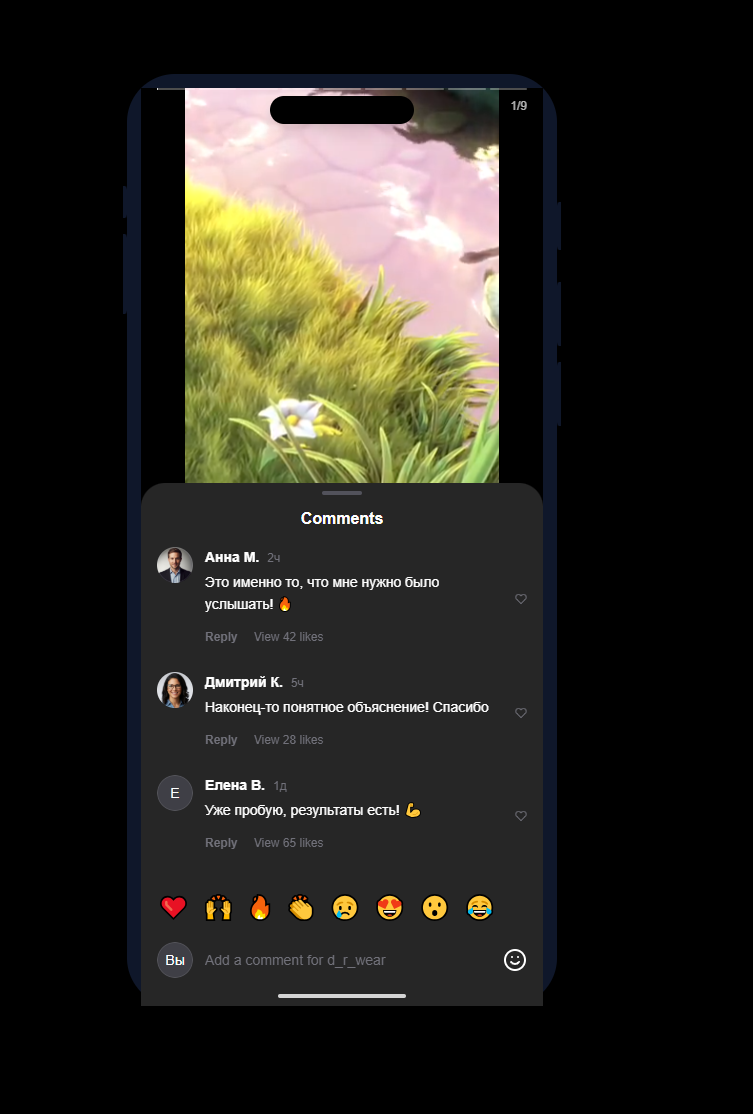 1/9
Comments
Анна М. 2ч
Это именно то, что мне нужно было
услышать! 🔥
Reply View 42 likes
Дмитрий К. 5ч
Наконец-то понятное объяснение! Спасибо
Reply View 28 likes
Е
Елена В. 1д
Уже пробую, результаты есть! 💪
Reply View 65 likes
❤️ 🙌 🔥 👏 😢 😍 😮 😂
Вы Add a comment for d_r_wear